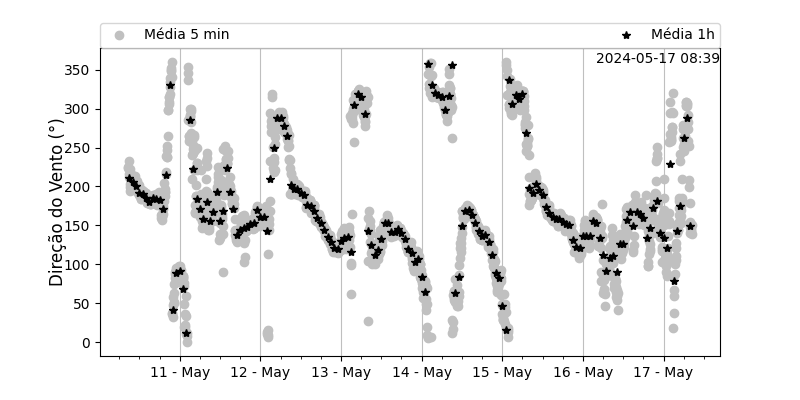 Média 5 min
Média 1h
2024-05-17 08:39
Direção do Vento (°)
350
300
250
200
150
100
50
0
11 - May
12 - May
13 - May
14 - May
15 - May
16 - May
17 - May